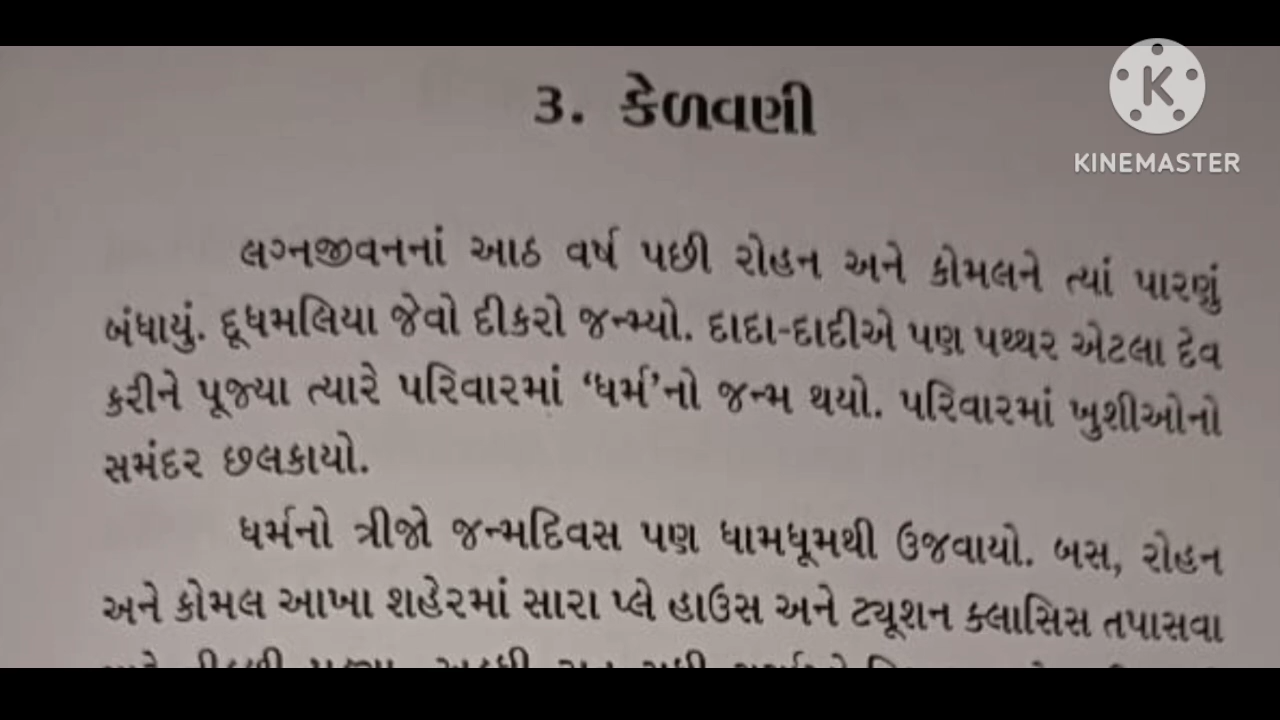 ૩. કેળવણી
KINEMASTER
લગ્નજીવનનાં આઠ વર્ષ પછી રોહન અને કોમલને ત્યાં પારણું
બંધાયું. દૂધમલિયા જેવો દીકરો જન્મ્યો. દાદા-દાદીએ પણ પથ્થર એટલા દેવ
કરીને પૂજ્યા ત્યારે પરિવારમાં ‘ધર્મ’નો જન્મ થયો. પરિવારમાં ખુશીઓનો
સમંદર છલકાયો.
ધર્મનો ત્રીજો જન્મદિવસ પણ ધામધૂમથી ઉજવાયો. બસ, રોહન
અને કોમલ આખા શહેરમાં સારા પ્લે હાઉસ અને ટ્યૂશન ક્લાસિસ તપાસવા